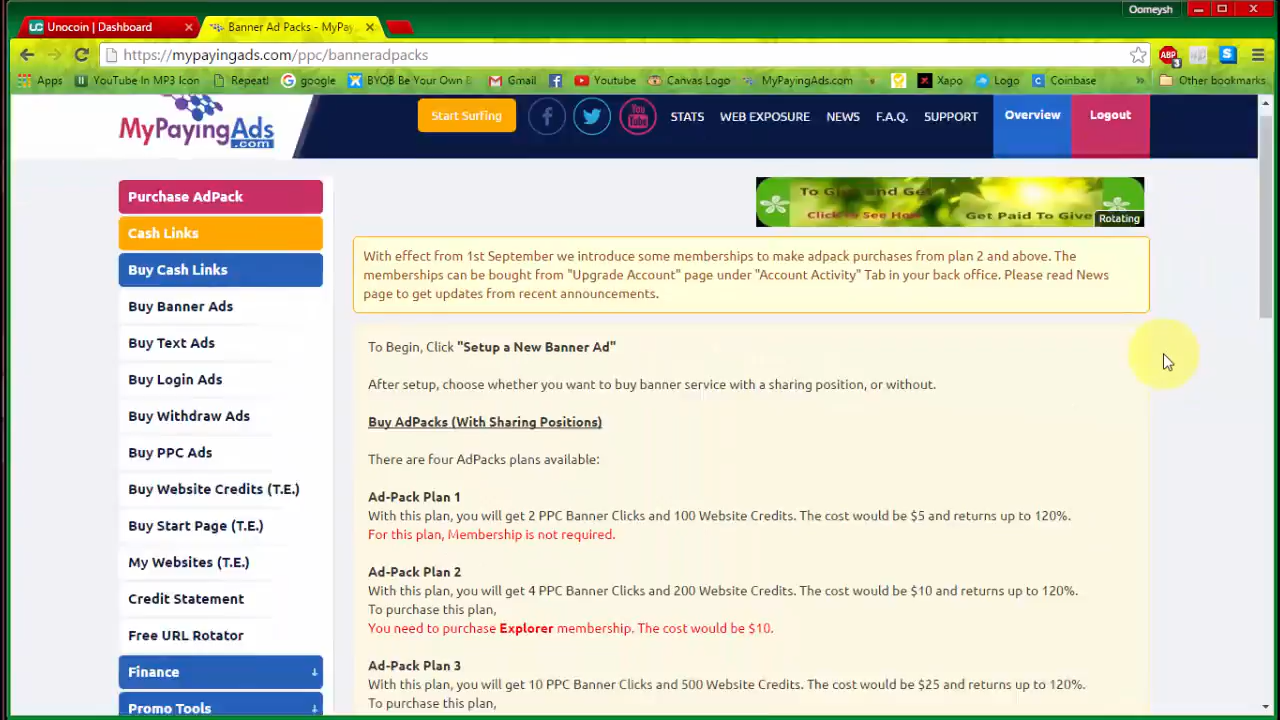 Oomeysh
Unocoin | Dashboard
Banner Ad Packs - MyPay
https://mypayingads.com/ppc/banneradpacks
Apps
YouTube In MP3 Icon
Repeat!
google
BYOB Be Your Own B
Gmail
Youtube
Canvas Logo
MyPayingAds.com
Xapo
Logo
Coinbase
»
Other bookmarks
ABP
3
MyPayingAds
.com
Start Surfing
You
Tube
STATS
WEB EXPOSURE
NEWS
F.A.Q.
SUPPORT
Overview
Logout
Purchase AdPack
Cash Links
Buy Cash Links
Buy Banner Ads
Buy Text Ads
Buy Login Ads
Buy Withdraw Ads
Buy PPC Ads
Buy Website Credits (T.E.)
Buy Start Page (T.E.)
My Websites (T.E.)
Credit Statement
Free URL Rotator
Finance
Promo Tools
To Give and Get
Click to See How
Get Paid To Give
Rotating
With effect from 1st September we introduce some memberships to make adpack purchases from plan 2 and above. The
memberships can be bought from "Upgrade Account" page under "Account Activity" Tab in your back office. Please read News
page to get updates from recent announcements.
To Begin, Click "Setup a New Banner Ad"
After setup, choose whether you want to buy banner service with a sharing position, or without.
Buy AdPacks (With Sharing Positions)
There are four AdPacks plans available:
Ad-Pack Plan 1
With this plan, you will get 2 PPC Banner Clicks and 100 Website Credits. The cost would be $5 and returns up to 120%.
For this plan, Membership is not required.
Ad-Pack Plan 2
With this plan, you will get 4 PPC Banner Clicks and 200 Website Credits. The cost would be $10 and returns up to 120%.
To purchase this plan,
You need to purchase Explorer membership. The cost would be $10.
Ad-Pack Plan 3
With this plan, you will get 10 PPC Banner Clicks and 500 Website Credits. The cost would be $25 and returns up to 120%.
To purchase this plan,